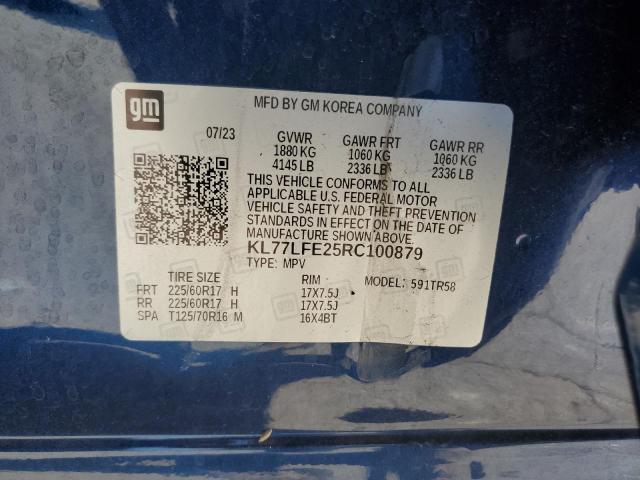 gm
MFD BY GM KOREA COMPANY
07/23 GVWR GAWR FRT GAWR RR
1880 KG 1060 KG 1060 KG
4145 LB 2336 LB 2336 LB
THIS VEHICLE CONFORMS TO ALL
APPLICABLE U.S. FEDERAL MOTOR
VEHICLE SAFETY AND THEFT PREVENTION
STANDARDS IN EFFECT ON THE DATE OF
MANUFACTURE SHOWN ABOVE.
KL77LFE25RC100879
TYPE: MPV MODEL: 591TR58
TIRE SIZE RIM
FRT 225/60R17 H 17X7.5J
RR 225/60R17 H 17X7.5J
SPA T125/70R16 M 16X4BT